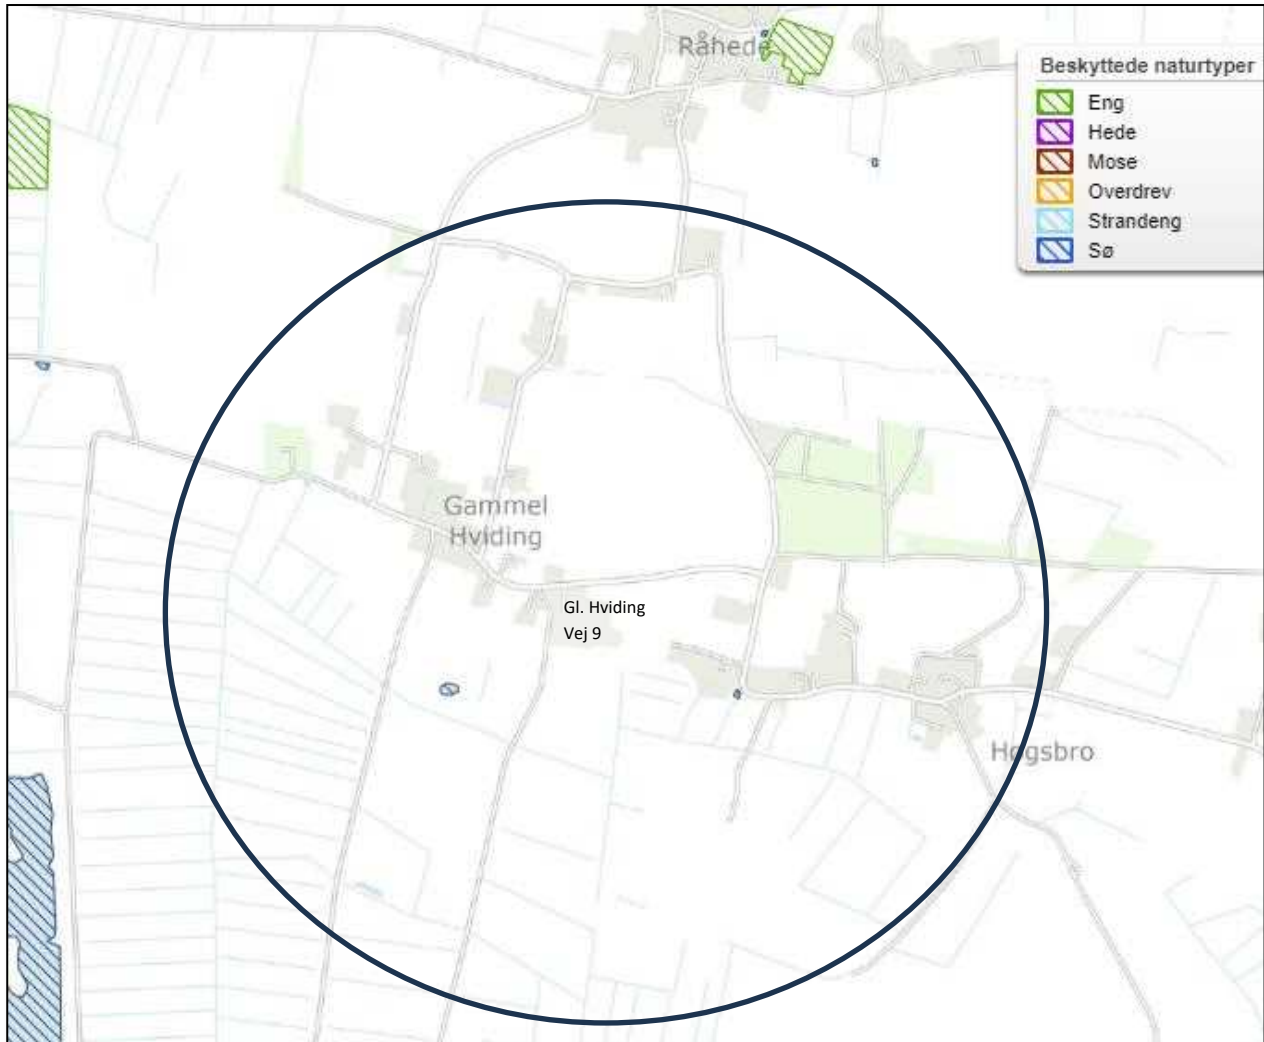 Råhede
Beskyttede naturtyper
Eng
Hede
Mose
Overdrev
Strandeng
Sø
Gammel
Hviding
Gl. Hviding
Vej 9
Høgsbro